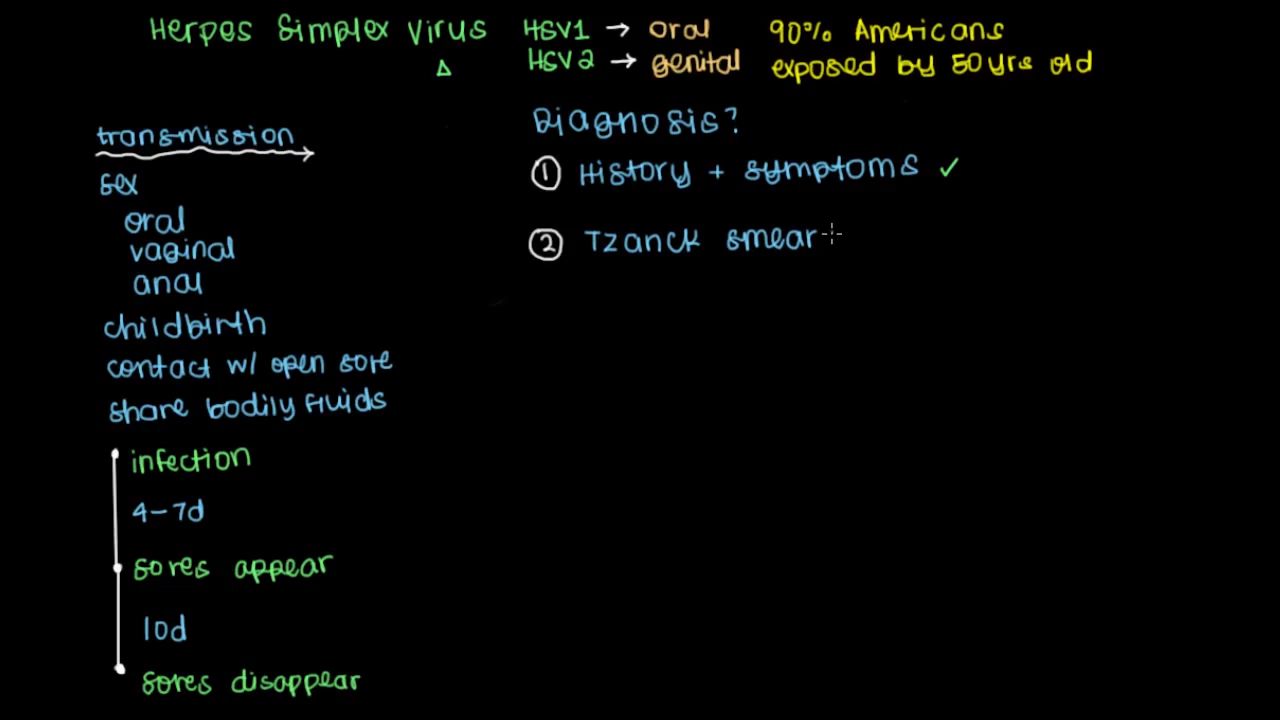 Herpes Simplex Virus
Δ
HSV1 → oral
HSV2 → genital
90% Americans
exposed by 50 yrs old
transmission
sex
oral
vaginal
anal
childbirth
contact w/ open sore
share bodily fluids
infection
4-7d
sores appear
10d
sores disappear
Diagnosis?
① History + symptoms ✓
② Tzanck smear